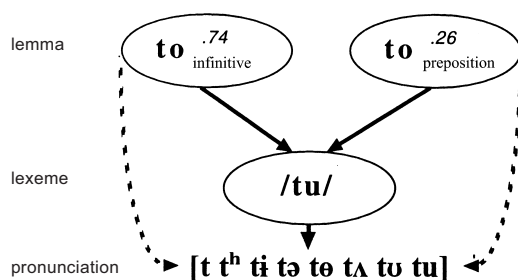 lemma
to .74 infinitive
to .26 preposition
lexeme
/tu/
pronunciation
[t tʰ tɨ tə tɵ tʌ tʊ tu]